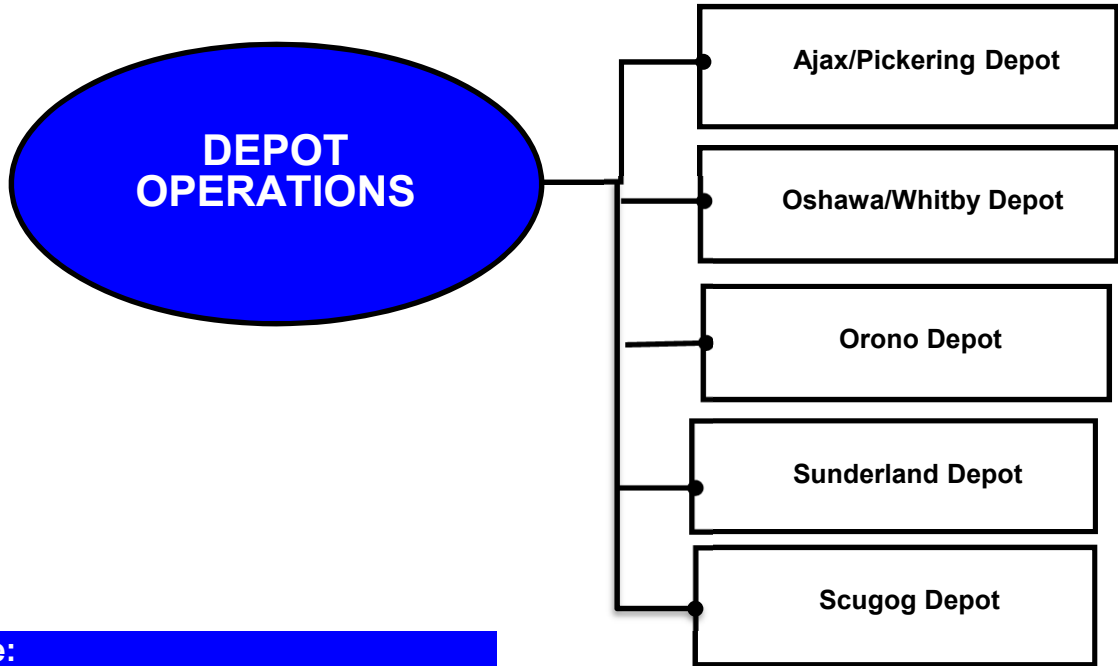 DEPOT
OPERATIONS
Ajax/Pickering Depot
Oshawa/Whitby Depot
Orono Depot
Sunderland Depot
Scugog Depot
e: